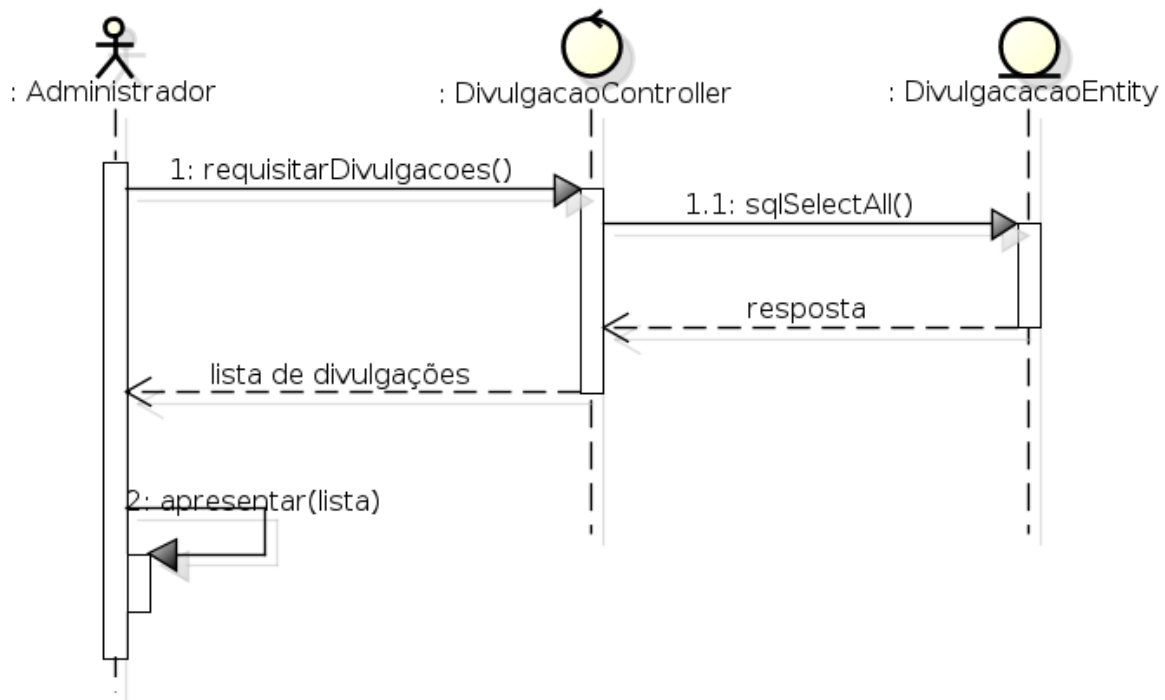 : Administrador
: DivulgacaoController
: DivulgacacaoEntity
1: requisitarDivulgacoes()
1.1: sqlSelectAll()
resposta
lista de divulgações
2: apresentar(lista)